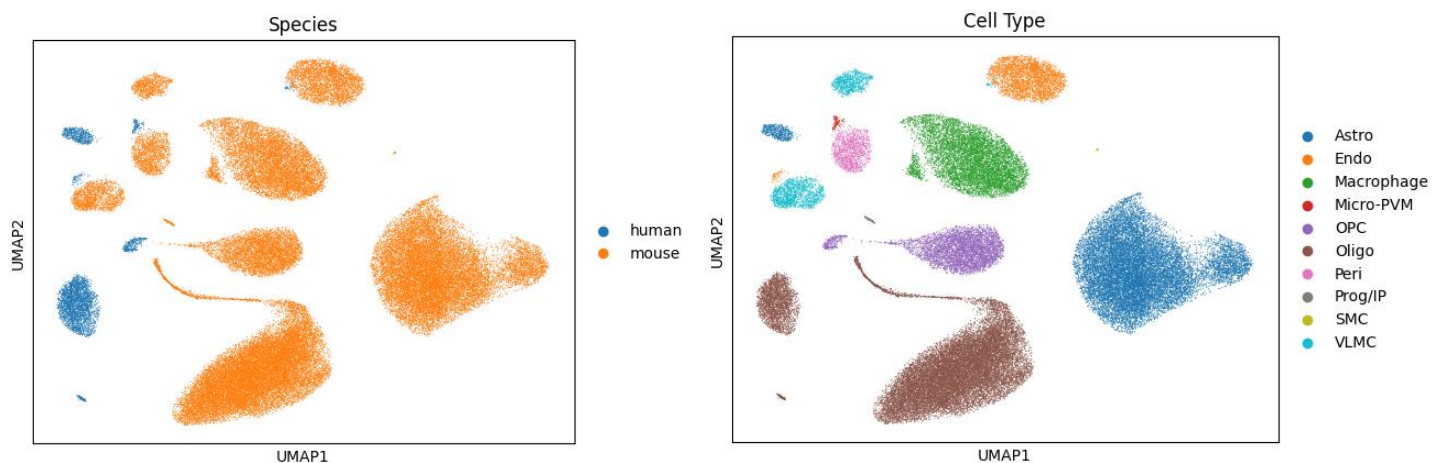 Species
UMAP2
UMAP1
human
mouse
Cell Type
UMAP2
UMAP1
Astro
Endo
Macrophage
Micro-PVM
OPC
Oligo
Peri
Prog/IP
SMC
VLMC